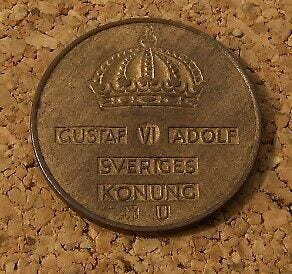 GUSTAF VI ADOLF
SVERIGES
KONUNG
U